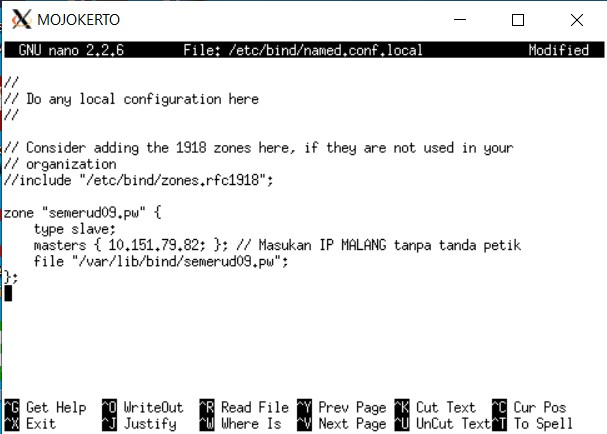 MOJOKERTO
GNU nano 2.2.6 File: /etc/bind/named.conf.local Modified
//
// Do any local configuration here
//
// Consider adding the 1918 zones here, if they are not used in your
// organization
//include "/etc/bind/zones.rfc1918";
zone "semerud09.pw" {
type slave;
masters { 10.151.79.82; }; // Masukan IP MALANG tanpa tanda petik
file "/var/lib/bind/semerud09.pw";
};
^G Get Help ^O WriteOut ^R Read File ^Y Prev Page ^K Cut Text ^C Cur Pos
^X Exit ^J Justify ^W Where Is ^V Next Page ^U UnCut Text ^T To Spell